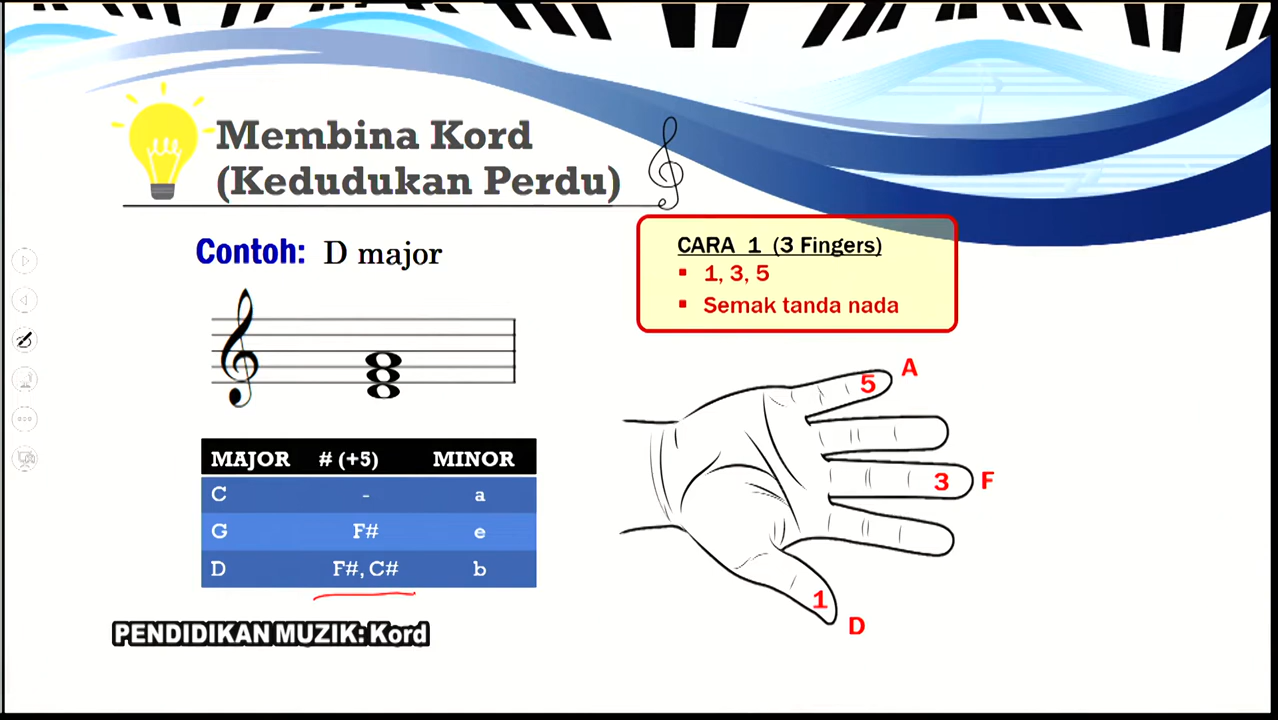 Membina Kord
(Kedudukan Perdu)
Contoh: D major
CARA 1 (3 Fingers)
▪ 1, 3, 5
▪ Semak tanda nada
MAJOR # (+5) MINOR
C - a
G F# e
D F#, C# b
5 A
3 F
1 D
PENDIDIKAN MUZIK: Kord